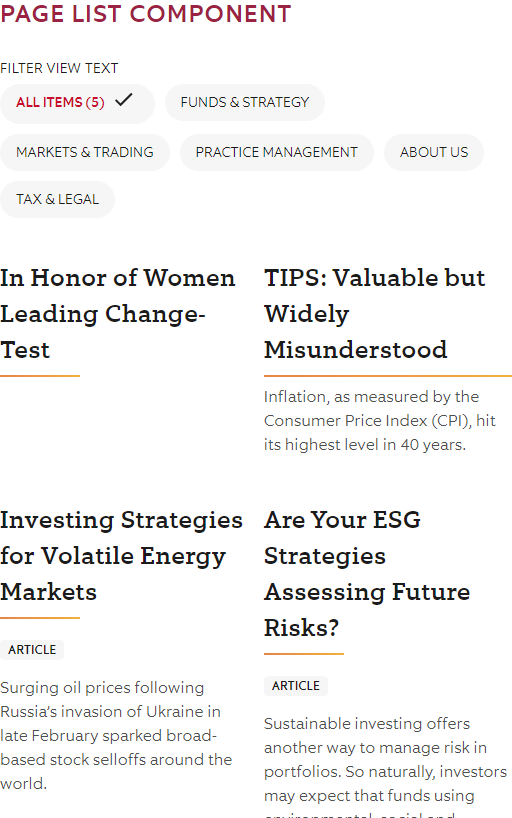 PAGE LIST COMPONENT
FILTER VIEW TEXT
ALL ITEMS (5)
FUNDS & STRATEGY
MARKETS & TRADING
PRACTICE MANAGEMENT
ABOUT US
TAX & LEGAL
In Honor of Women
Leading Change-
Test
TIPS: Valuable but
Widely
Misunderstood
Inflation, as measured by the
Consumer Price Index (CPI), hit
its highest level in 40 years.
Investing Strategies
for Volatile Energy
Markets
ARTICLE
Surging oil prices following
Russia’s invasion of Ukraine in
late February sparked broad-
based stock selloffs around the
world.
Are Your ESG
Strategies
Assessing Future
Risks?
ARTICLE
Sustainable investing offers
another way to manage risk in
portfolios. So naturally, investors
may expect that funds using